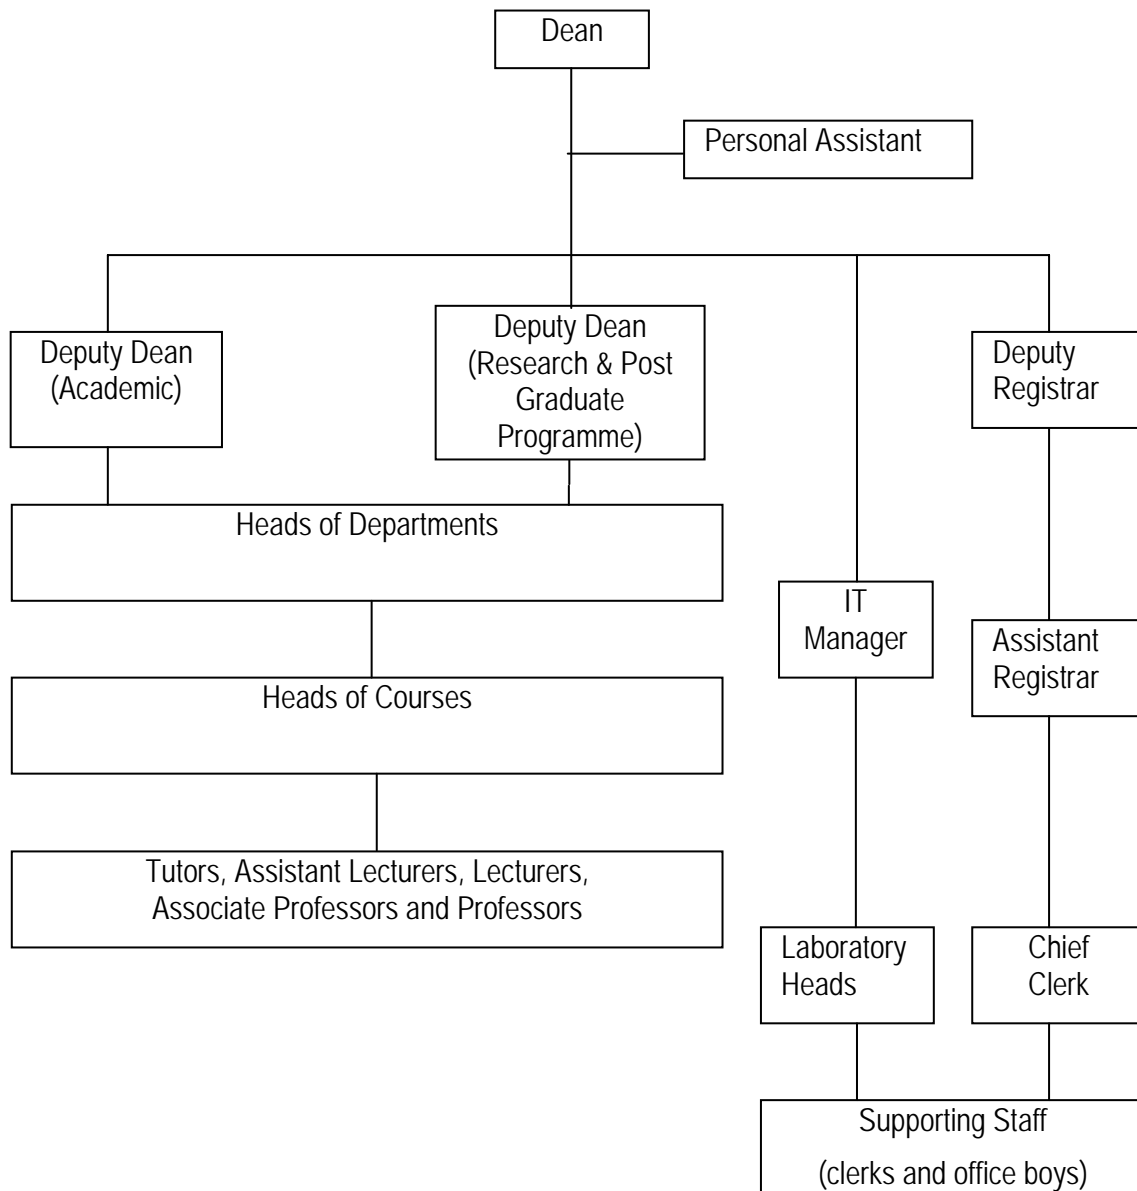 Dean
Personal Assistant
Deputy Dean
(Academic)
Deputy Dean
(Research & Post
Graduate
Programme)
Deputy
Registrar
Heads of Departments
IT
Manager
Assistant
Registrar
Heads of Courses
Tutors, Assistant Lecturers, Lecturers,
Associate Professors and Professors
Laboratory
Heads
Chief
Clerk
Supporting Staff
(clerks and office boys)